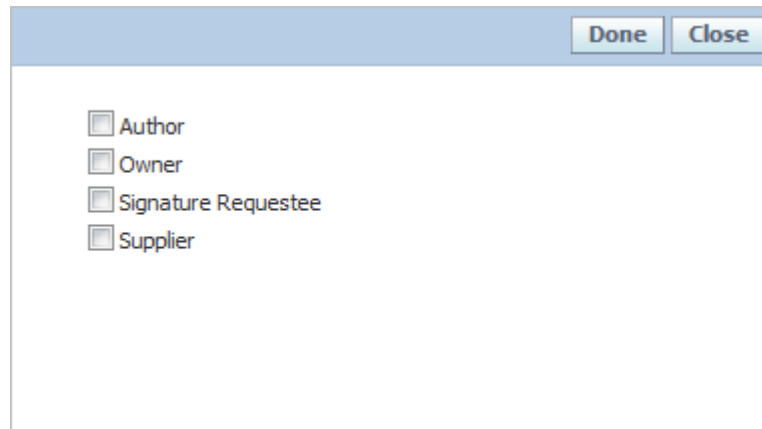 Done Close
Author
Owner
Signature Requestee
Supplier